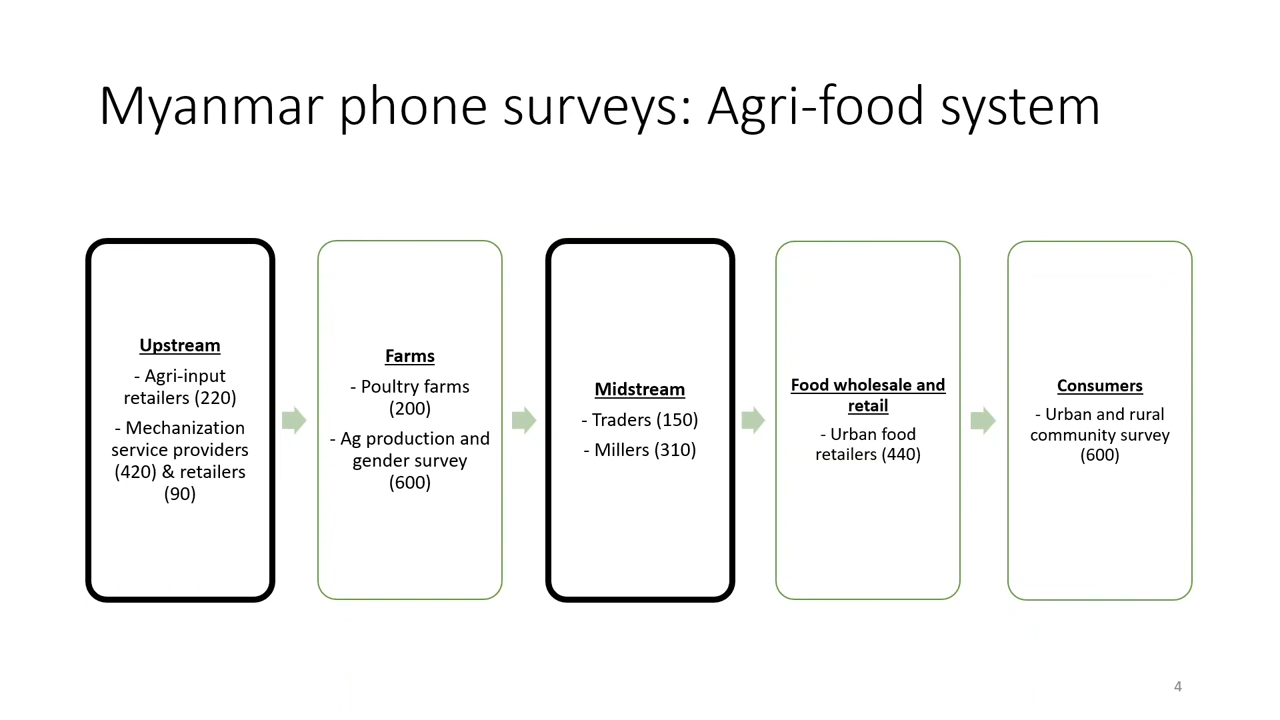 Myanmar phone surveys: Agri-food system
Upstream
- Agri-input
retailers (220)
- Mechanization
service providers
(420) & retailers
(90)
Farms
- Poultry farms
(200)
- Ag production and
gender survey
(600)
Midstream
- Traders (150)
- Millers (310)
Food wholesale and
retail
- Urban food
retailers (440)
Consumers
- Urban and rural
community survey
(600)
4